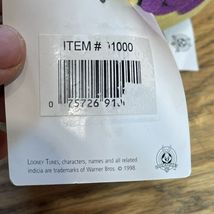 ITEM # 1000
0 75726 91
LOONEY TUNES, characters, names and all related
indicia are trademarks of Warner Bros. © 1998.